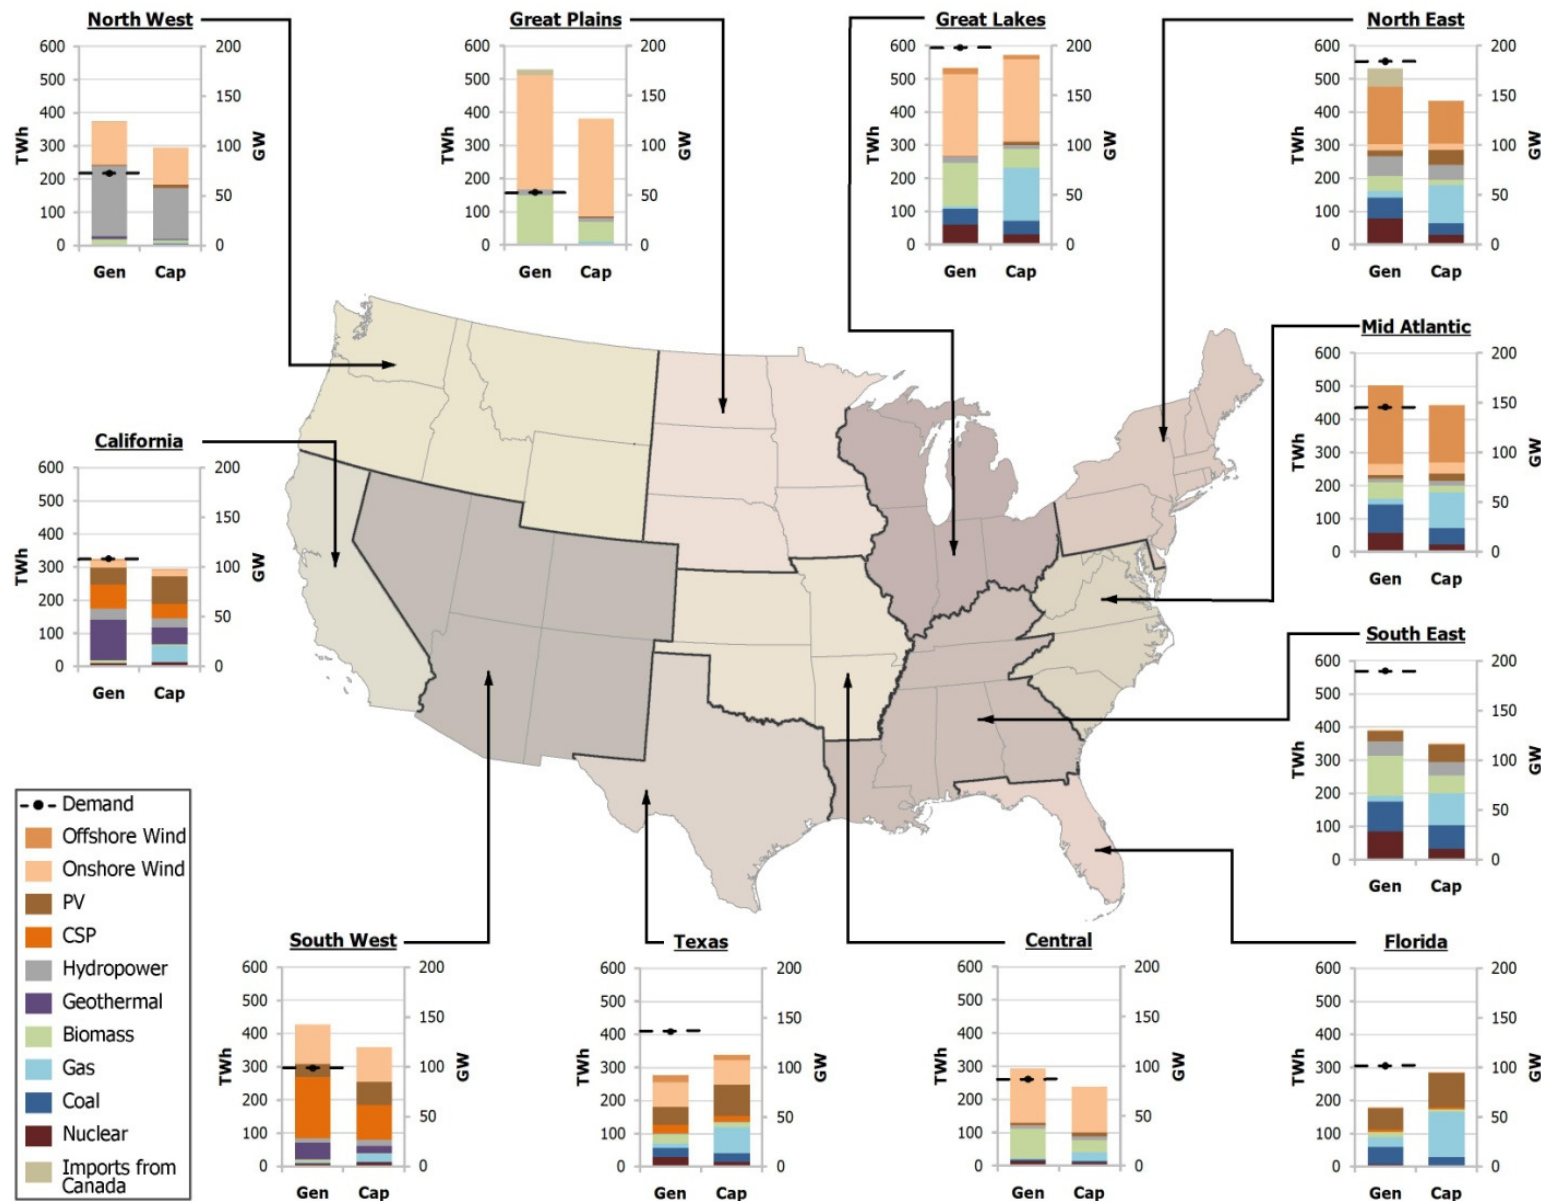 North West
600
500
400
300
200
100
0
TWh
200
150
100
50
0
GW
Gen Cap
Great Plains
600
500
400
300
200
100
0
TWh
200
150
100
50
0
GW
Gen Cap
Great Lakes
600
500
400
300
200
100
0
TWh
200
150
100
50
0
GW
Gen Cap
North East
600
500
400
300
200
100
0
TWh
200
150
100
50
0
GW
Gen Cap
California
600
500
400
300
200
100
0
TWh
200
150
100
50
0
GW
Gen Cap
Mid Atlantic
600
500
400
300
200
100
0
TWh
200
150
100
50
0
GW
Gen Cap
South East
600
500
400
300
200
100
0
TWh
200
150
100
50
0
GW
Gen Cap
Demand
Offshore Wind
Onshore Wind
PV
CSP
Hydropower
Geothermal
Biomass
Gas
Coal
Nuclear
Imports from
Canada
South West
600
500
400
300
200
100
0
TWh
200
150
100
50
0
GW
Gen Cap
Texas
600
500
400
300
200
100
0
TWh
200
150
100
50
0
GW
Gen Cap
Central
600
500
400
300
200
100
0
TWh
200
150
100
50
0
GW
Gen Cap
Florida
600
500
400
300
200
100
0
TWh
200
150
100
50
0
GW
Gen Cap